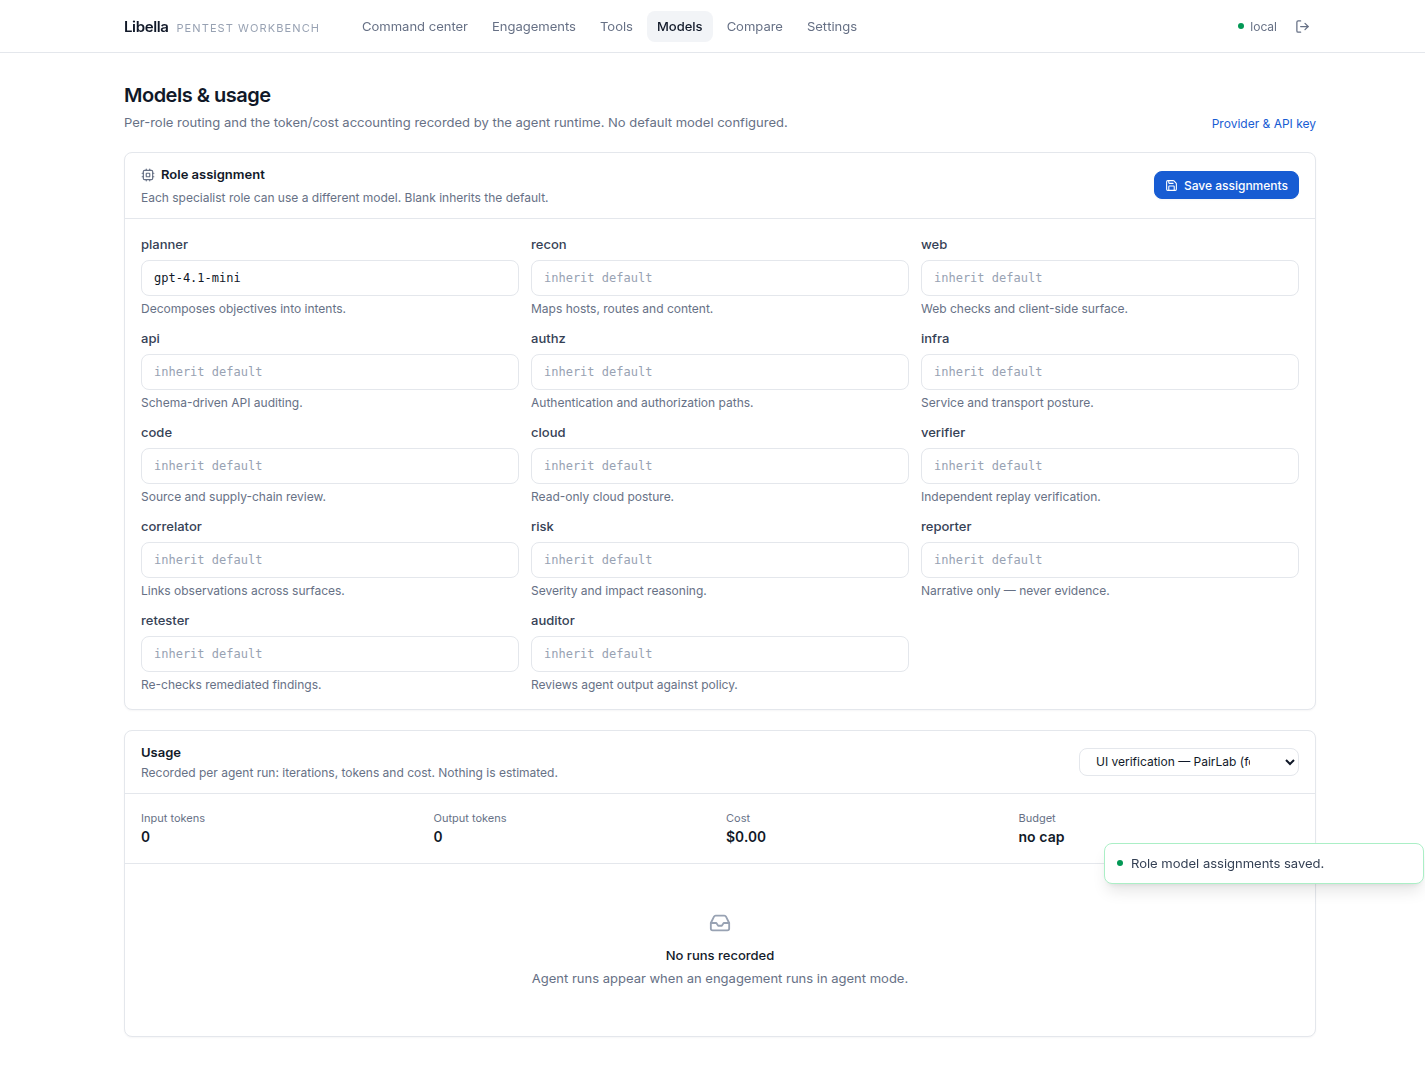 Libella PENTEST WORKBENCH Command center Engagements Tools Models Compare Settings local
Models & usage
Per-role routing and the token/cost accounting recorded by the agent runtime. No default model configured.
Provider & API key
Role assignment
Each specialist role can use a different model. Blank inherits the default.
Save assignments
planner recon web
gpt-4.1-mini inherit default inherit default
Decomposes objectives into intents. Maps hosts, routes and content. Web checks and client-side surface.
api authz infra
inherit default inherit default inherit default
Schema-driven API auditing. Authentication and authorization paths. Service and transport posture.
code cloud verifier
inherit default inherit default inherit default
Source and supply-chain review. Read-only cloud posture. Independent replay verification.
correlator risk reporter
inherit default inherit default inherit default
Links observations across surfaces. Severity and impact reasoning. Narrative only — never evidence.
retester auditor
inherit default inherit default
Re-checks remediated findings. Reviews agent output against policy.
Usage
Recorded per agent run: iterations, tokens and cost. Nothing is estimated.
UI verification — PairLab (f
Input tokens Output tokens Cost Budget
0 0 $0.00 no cap
Role model assignments saved.
No runs recorded
Agent runs appear when an engagement runs in agent mode.